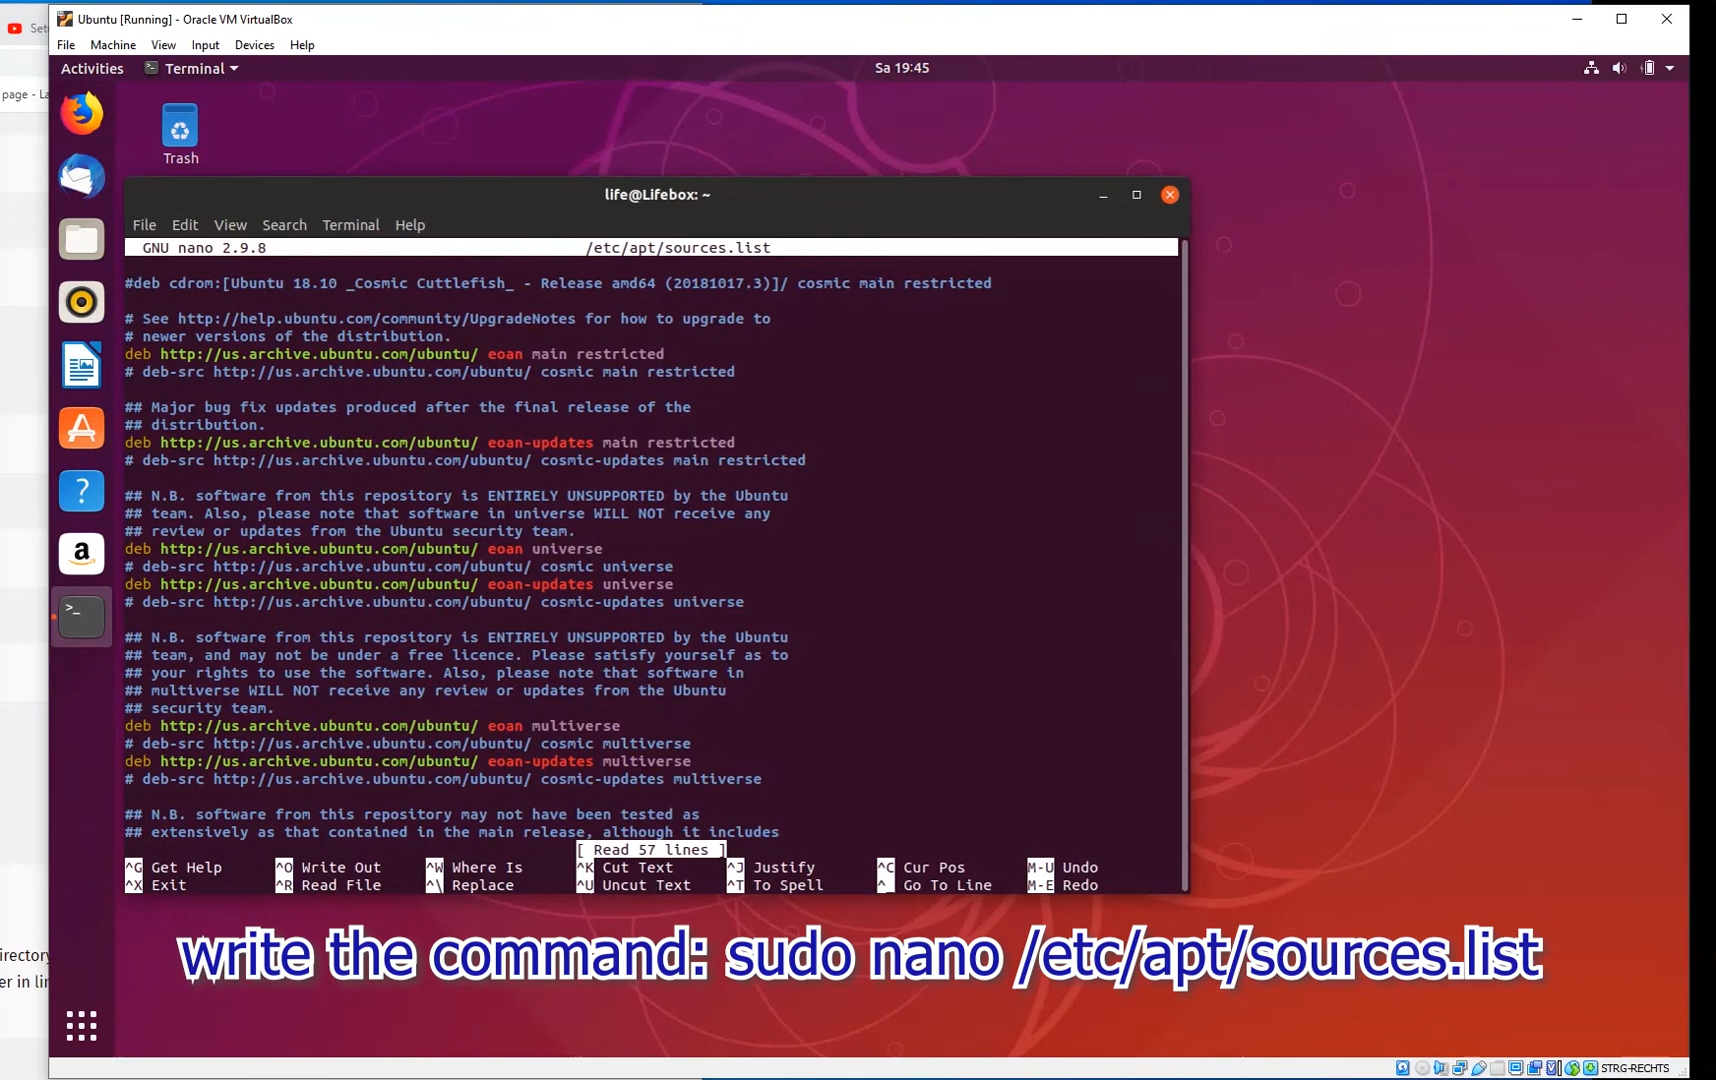 Ubuntu [Running] - Oracle VM VirtualBox
File Machine View Input Devices Help
page - La
Activities Terminal Sa 19:45
Trash
life@Lifebox: ~
File Edit View Search Terminal Help
GNU nano 2.9.8 /etc/apt/sources.list
#deb cdrom:[Ubuntu 18.10 _Cosmic Cuttlefish_ - Release amd64 (20181017.3)]/ cosmic main restricted
# See http://help.ubuntu.com/community/UpgradeNotes for how to upgrade to
# newer versions of the distribution.
deb http://us.archive.ubuntu.com/ubuntu/ eoan main restricted
# deb-src http://us.archive.ubuntu.com/ubuntu/ cosmic main restricted
## Major bug fix updates produced after the final release of the
## distribution.
deb http://us.archive.ubuntu.com/ubuntu/ eoan-updates main restricted
# deb-src http://us.archive.ubuntu.com/ubuntu/ cosmic-updates main restricted
## N.B. software from this repository is ENTIRELY UNSUPPORTED by the Ubuntu
## team. Also, please note that software in universe WILL NOT receive any
## review or updates from the Ubuntu security team.
deb http://us.archive.ubuntu.com/ubuntu/ eoan universe
# deb-src http://us.archive.ubuntu.com/ubuntu/ cosmic universe
deb http://us.archive.ubuntu.com/ubuntu/ eoan-updates universe
# deb-src http://us.archive.ubuntu.com/ubuntu/ cosmic-updates universe
## N.B. software from this repository is ENTIRELY UNSUPPORTED by the Ubuntu
## team, and may not be under a free licence. Please satisfy yourself as to
## your rights to use the software. Also, please note that software in
## multiverse WILL NOT receive any review or updates from the Ubuntu
## security team.
deb http://us.archive.ubuntu.com/ubuntu/ eoan multiverse
# deb-src http://us.archive.ubuntu.com/ubuntu/ cosmic multiverse
deb http://us.archive.ubuntu.com/ubuntu/ eoan-updates multiverse
# deb-src http://us.archive.ubuntu.com/ubuntu/ cosmic-updates multiverse
## N.B. software from this repository may not have been tested as
## extensively as that contained in the main release, although it includes
[ Read 57 lines ]
^G Get Help ^O Write Out ^W Where Is ^K Cut Text ^J Justify ^C Cur Pos M-U Undo
^X Exit ^R Read File ^\ Replace ^U Uncut Text ^T To Spell ^_ Go To Line M-E Redo
write the command: sudo nano /etc/apt/sources.list
irectory
er in lin
STRG-RECHTS